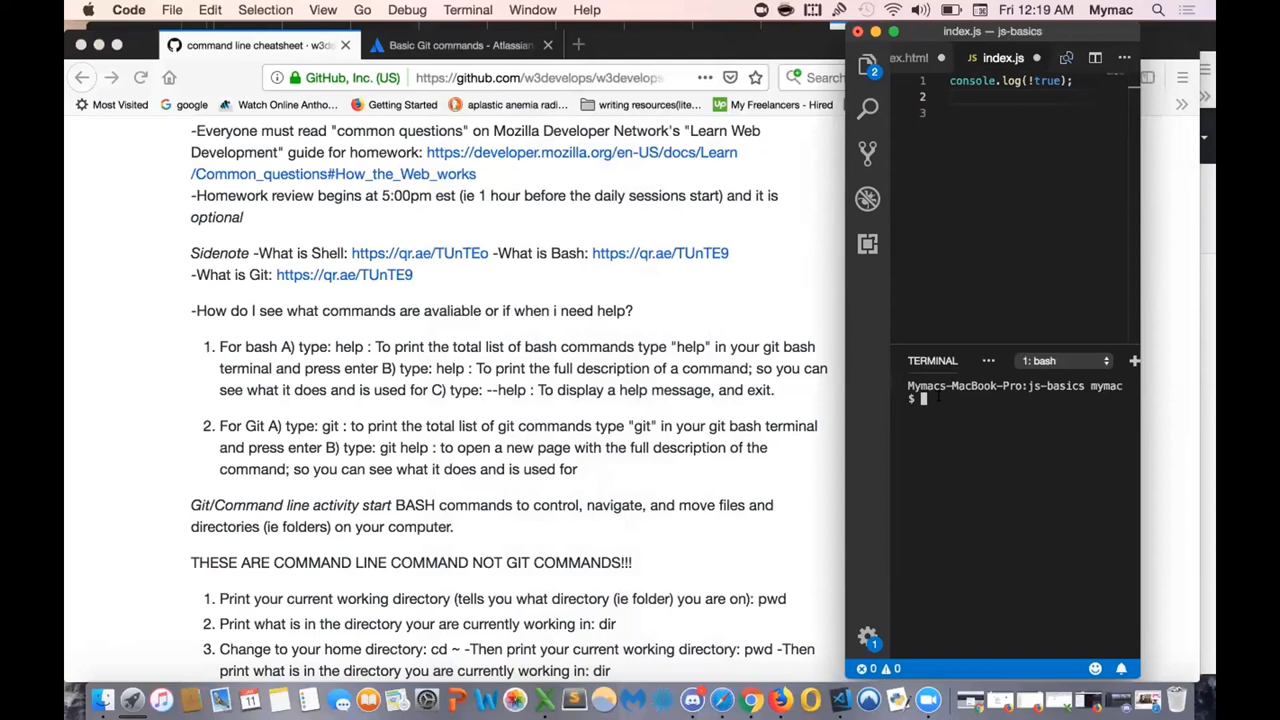 Code File Edit Selection View Go Debug Terminal Window Help Fri 12:19 AM Mymac
command line cheatsheet · w3de
Basic Git commands - Atlassian
GitHub, Inc. (US) https://github.com/w3develops/w3develops
Search
Most Visited google Watch Online Antho... aplastic anemia radi... writing resources(lite... My Freelancers - Hired
-Everyone must read "common questions" on Mozilla Developer Network's "Learn Web
Development" guide for homework: https://developer.mozilla.org/en-US/docs/Learn
/Common_questions#How_the_Web_works
-Homework review begins at 5:00pm est (ie 1 hour before the daily sessions start) and it is
optional
Sidenote -What is Shell: https://qr.ae/TUnTEo -What is Bash: https://qr.ae/TUnTE9
-What is Git: https://qr.ae/TUnTE9
-How do I see what commands are avaliable or if when i need help?
1. For bash A) type: help : To print the total list of bash commands type "help" in your git bash
terminal and press enter B) type: help : To print the full description of a command; so you can
see what it does and is used for C) type: --help : To display a help message, and exit.
2. For Git A) type: git : to print the total list of git commands type "git" in your git bash terminal
and press enter B) type: git help : to open a new page with the full description of the
command; so you can see what it does and is used for
Git/Command line activity start BASH commands to control, navigate, and move files and
directories (ie folders) on your computer.
THESE ARE COMMAND LINE COMMAND NOT GIT COMMANDS!!!
1. Print your current working directory (tells you what directory (ie folder) you are on): pwd
2. Print what is in the directory your are currently working in: dir
3. Change to your home directory: cd ~ -Then print your current working directory: pwd -Then
print what is in the directory you are currently working in: dir
index.js — js-basics
ex.html index.js
1 console.log(!true);
2
3
2
TERMINAL 1: bash
Mymacs-MacBook-Pro:js-basics mymac
$
1
0 0